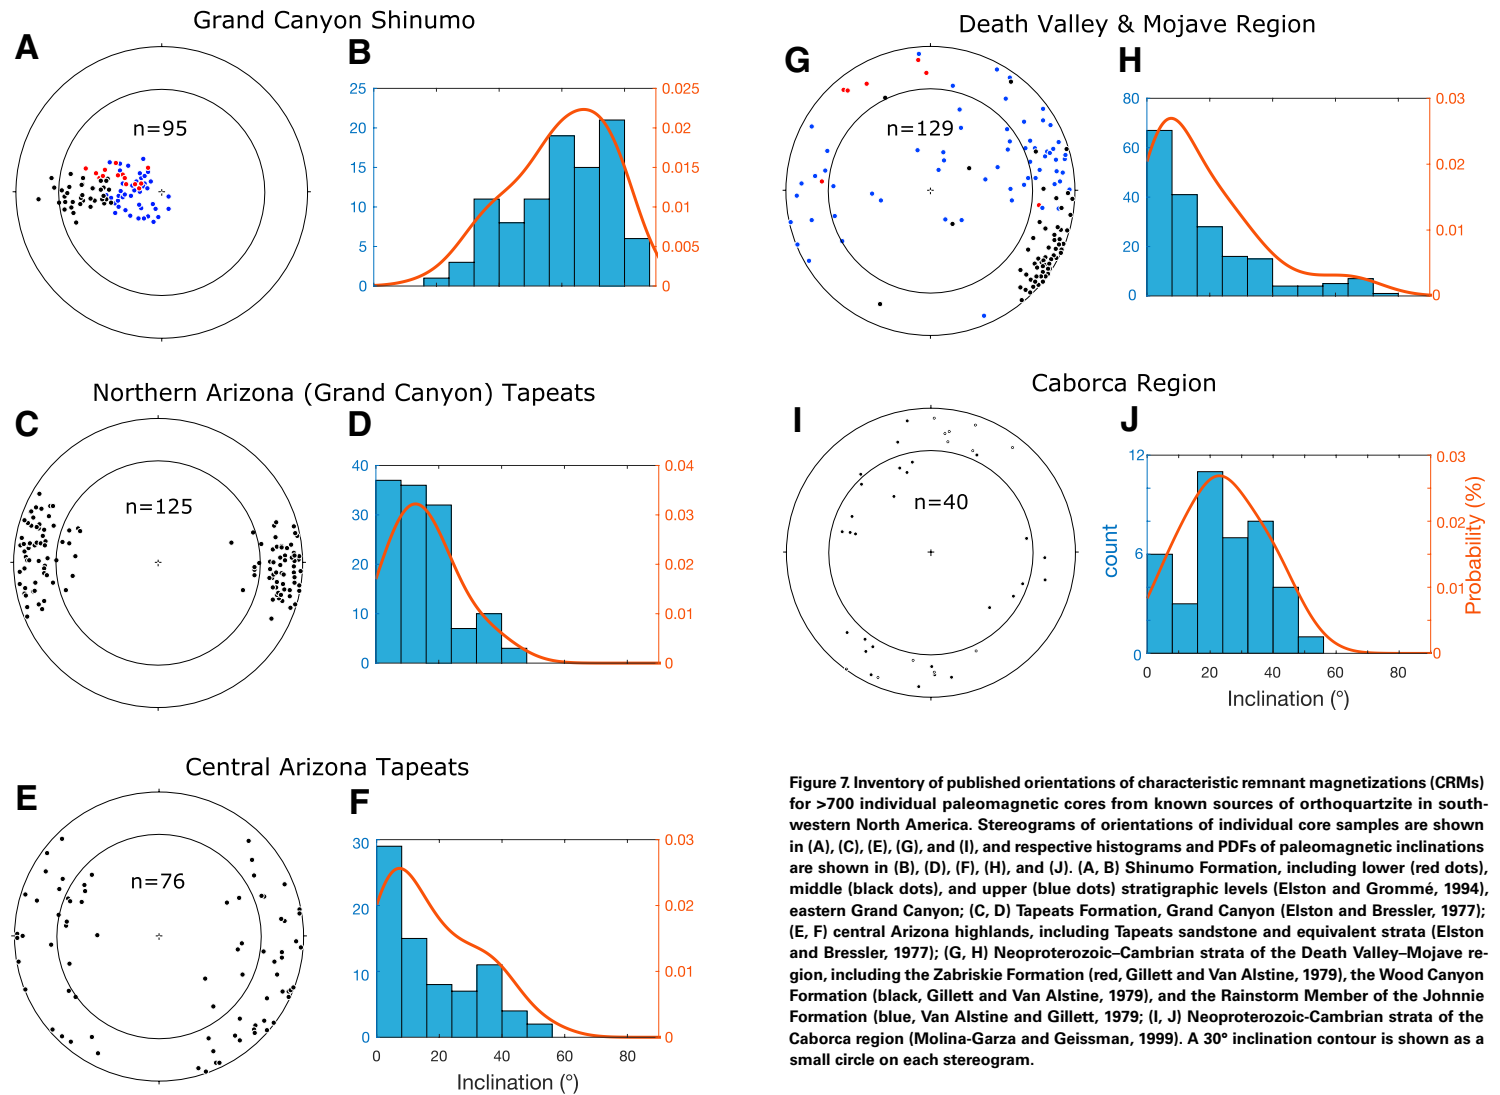 Grand Canyon Shinumo
A
n=95
B
25
20
15
10
5
0
0.025
0.02
0.015
0.01
0.005
0
Northern Arizona (Grand Canyon) Tapeats
C
n=125
D
40
30
20
10
0
0.04
0.03
0.02
0.01
0
Central Arizona Tapeats
E
n=76
F
30
20
10
0
0.03
0.02
0.01
0
0 20 40 60 80
Inclination (°)
Death Valley & Mojave Region
G
n=129
H
80
60
40
20
0
0.03
0.02
0.01
0
Caborca Region
I
n=40
J
12
6
0
count
0.03
0.02
0.01
0
Probability (%)
0 20 40 60 80
Inclination (°)
Figure 7. Inventory of published orientations of characteristic remnant magnetizations (CRMs)
for >700 individual paleomagnetic cores from known sources of orthoquartzite in south-
western North America. Stereograms of orientations of individual core samples are shown
in (A), (C), (E), (G), and (I), and respective histograms and PDFs of paleomagnetic inclinations
are shown in (B), (D), (F), (H), and (J). (A, B) Shinumo Formation, including lower (red dots),
middle (black dots), and upper (blue dots) stratigraphic levels (Elston and Grommé, 1994),
eastern Grand Canyon; (C, D) Tapeats Formation, Grand Canyon (Elston and Bressler, 1977);
(E, F) central Arizona highlands, including Tapeats sandstone and equivalent strata (Elston
and Bressler, 1977); (G, H) Neoproterozoic–Cambrian strata of the Death Valley–Mojave re-
gion, including the Zabriskie Formation (red, Gillett and Van Alstine, 1979), the Wood Canyon
Formation (black, Gillett and Van Alstine, 1979), and the Rainstorm Member of the Johnnie
Formation (blue, Van Alstine and Gillett, 1979; (I, J) Neoproterozoic-Cambrian strata of the
Caborca region (Molina-Garza and Geissman, 1999). A 30° inclination contour is shown as a
small circle on each stereogram.